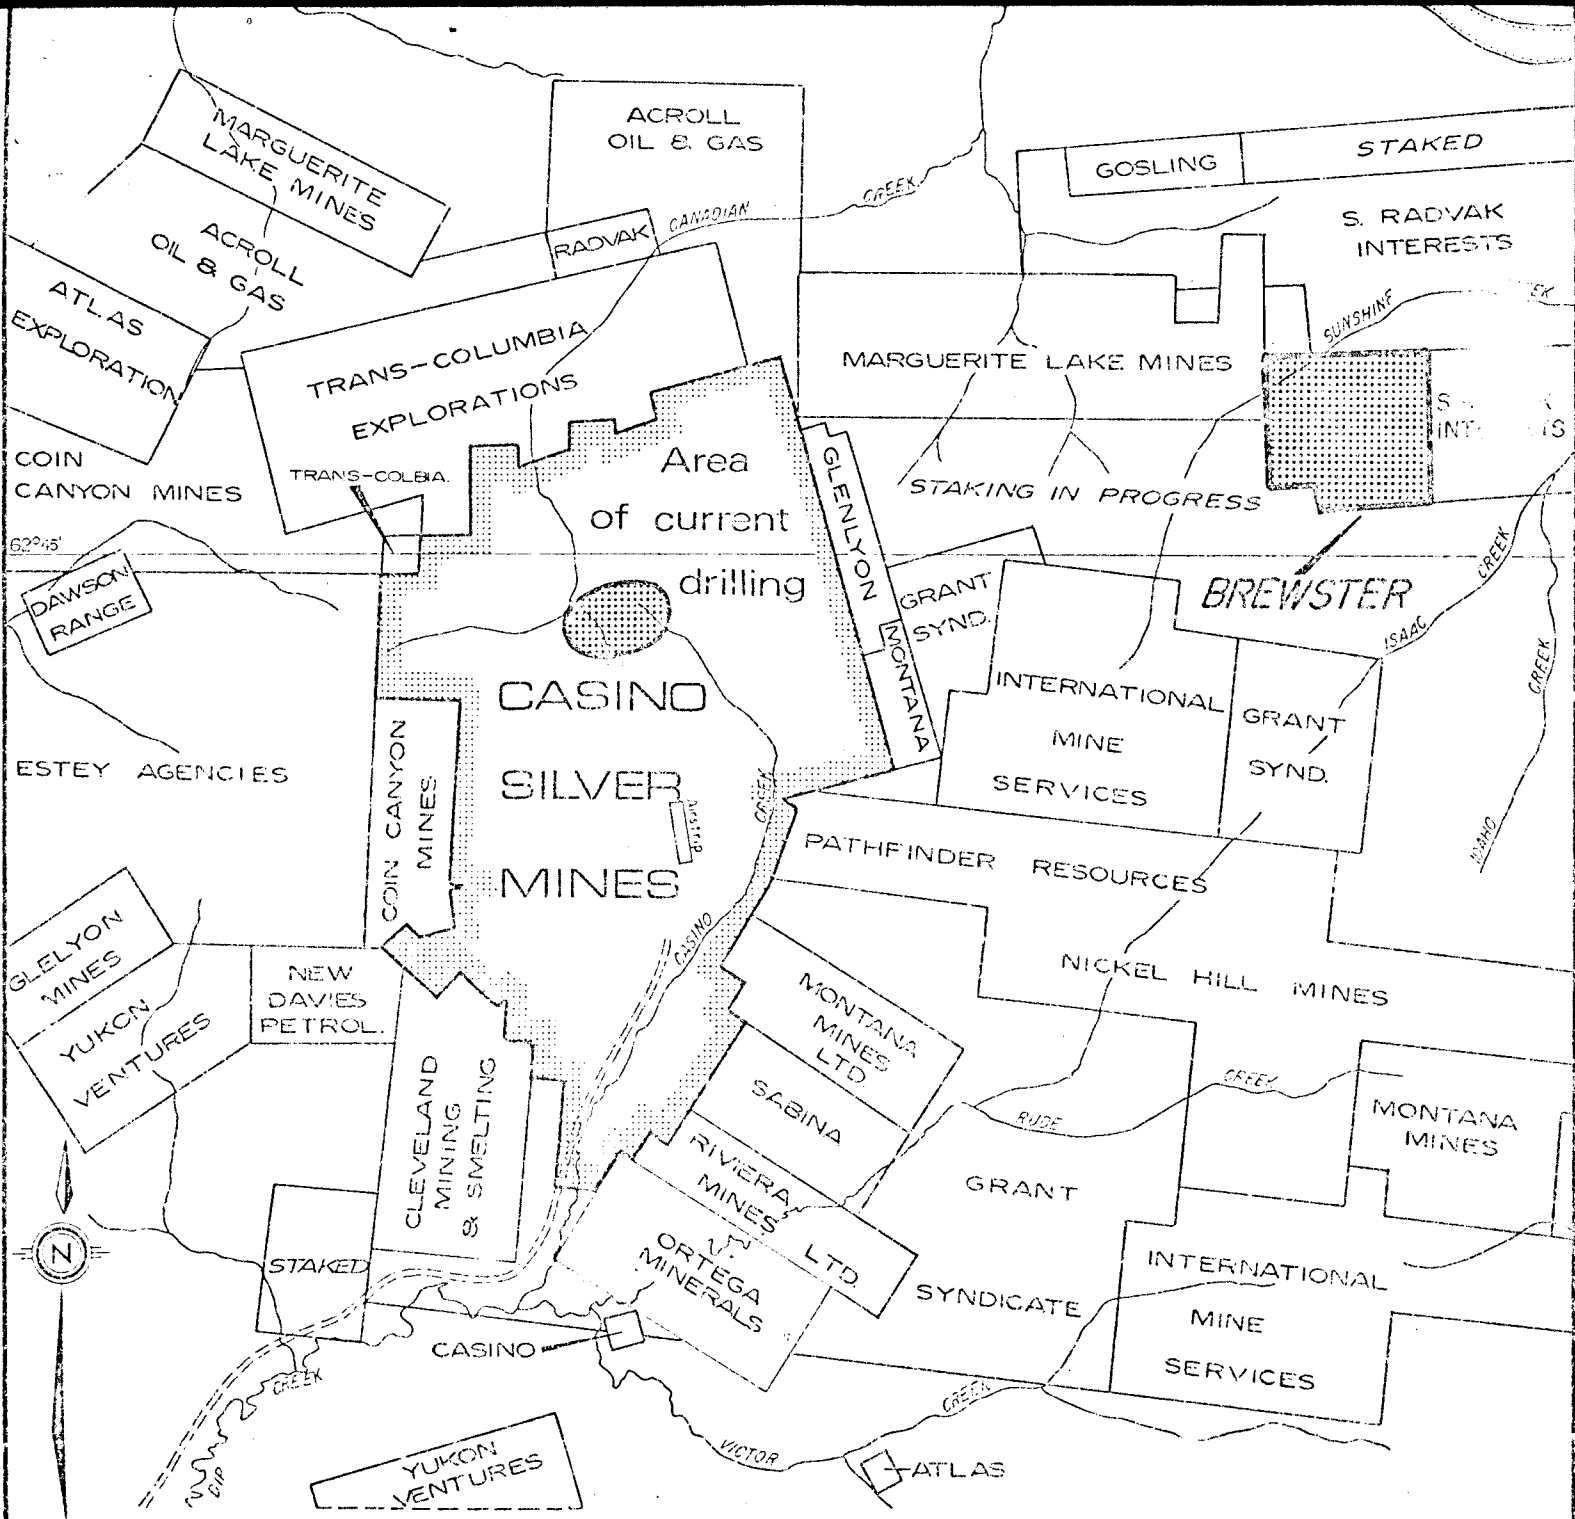 MARGUERITE
LAKE MINES
ACROLL
OIL & GAS
ACROLL
OIL & GAS
RADVAK
CANADIAN
CREEK
GOSLING
STAKED
S. RADVAK
INTERESTS
SUNSHINE
ATLAS
EXPLORATION
TRANS-COLUMBIA
EXPLORATIONS
MARGUERITE LAKE MINES
COIN
CANYON MINES
TRANS-COLBIA.
Area
of current
drilling
GLENLYON
STAKING IN PROGRESS
62°45'
DAWSON
RANGE
GRANT
SYND.
MONTANA
BREWSTER
ISAAC
CREEK
CREEK
IDAHO
CASINO
SILVER
MINES
Airstrip
CREEK
CASINO
INTERNATIONAL
MINE
SERVICES
GRANT
SYND.
ESTEY AGENCIES
COIN CANYON
MINES
PATHFINDER RESOURCES
GLELYON
MINES
YUKON
VENTURES
NEW
DAVIES
PETROL.
NICKEL HILL MINES
MONTANA
MINES
LTD
SABINA
RIVIERA
MINES LTD.
ORTEGA
MINERALS
CLEVELAND
MINING
& SMELTING
RUDE
CREEK
MONTANA
MINES
GRANT
SYNDICATE
N
STAKED
INTERNATIONAL
MINE
SERVICES
CASINO
DIP
CREEK
VICTOR
CREEK
YUKON
VENTURES
ATLAS